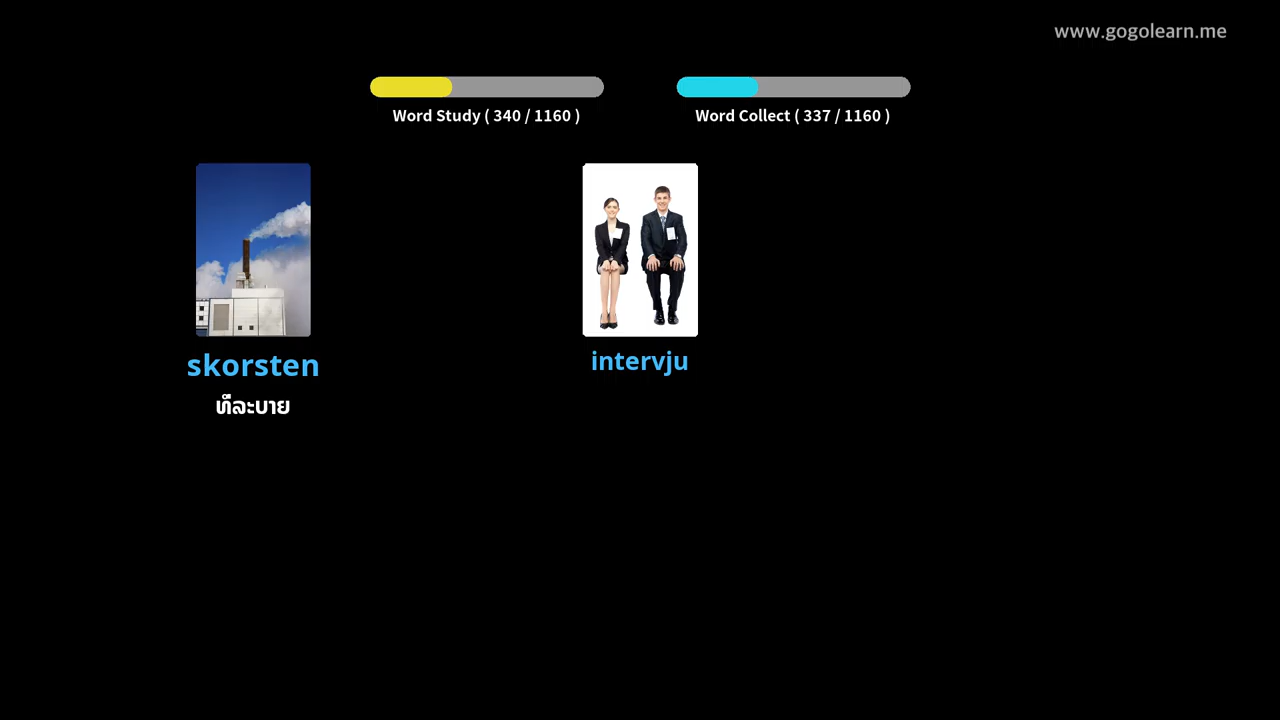 www.gogolearn.me
Word Study ( 340 / 1160 )
Word Collect ( 337 / 1160 )
skorsten
ທໍ່ລະບາຍ
intervju